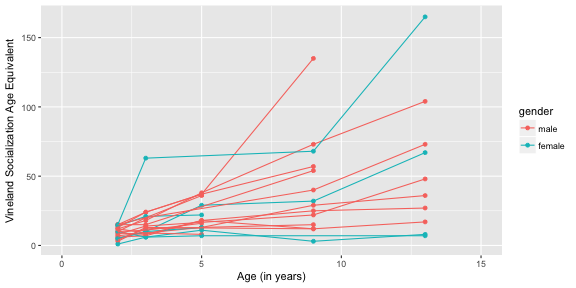 Vineland Socialization Age Equivalent
150
100
50
0
0
5
10
15
Age (in years)
gender
male
female